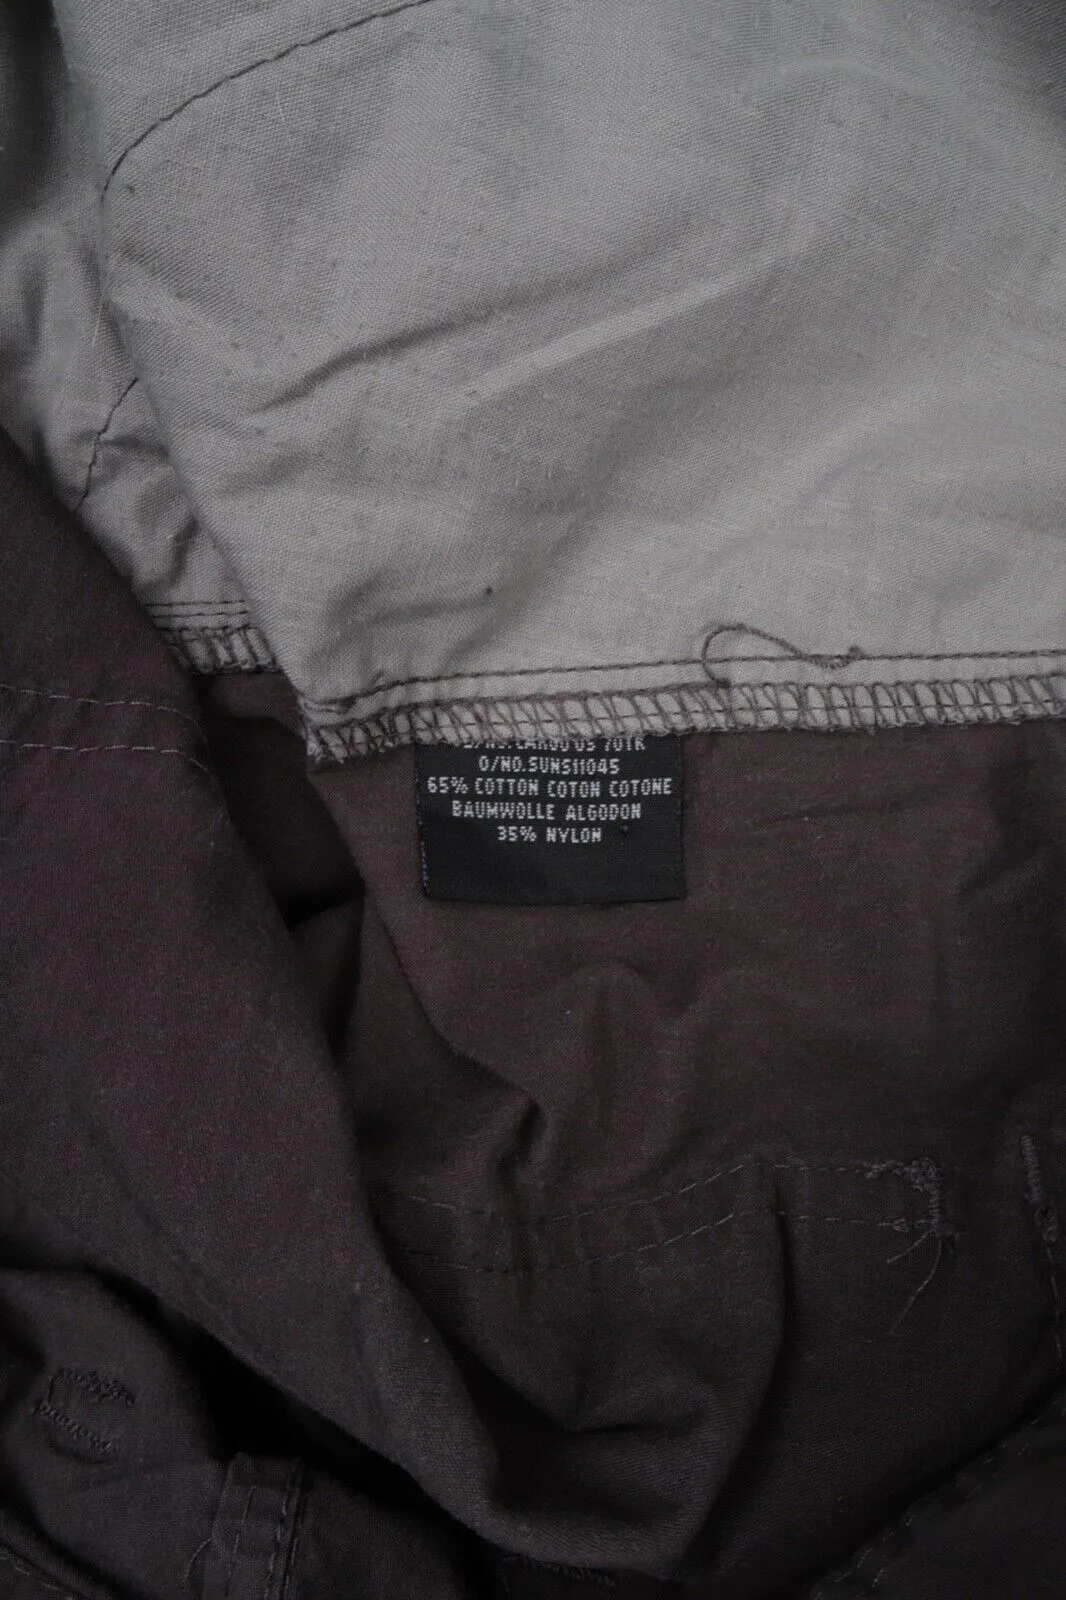 O/NO.SUNS11045
65% COTTON COTON COTONE
BAUMWOLLE ALGODON
35% NYLON